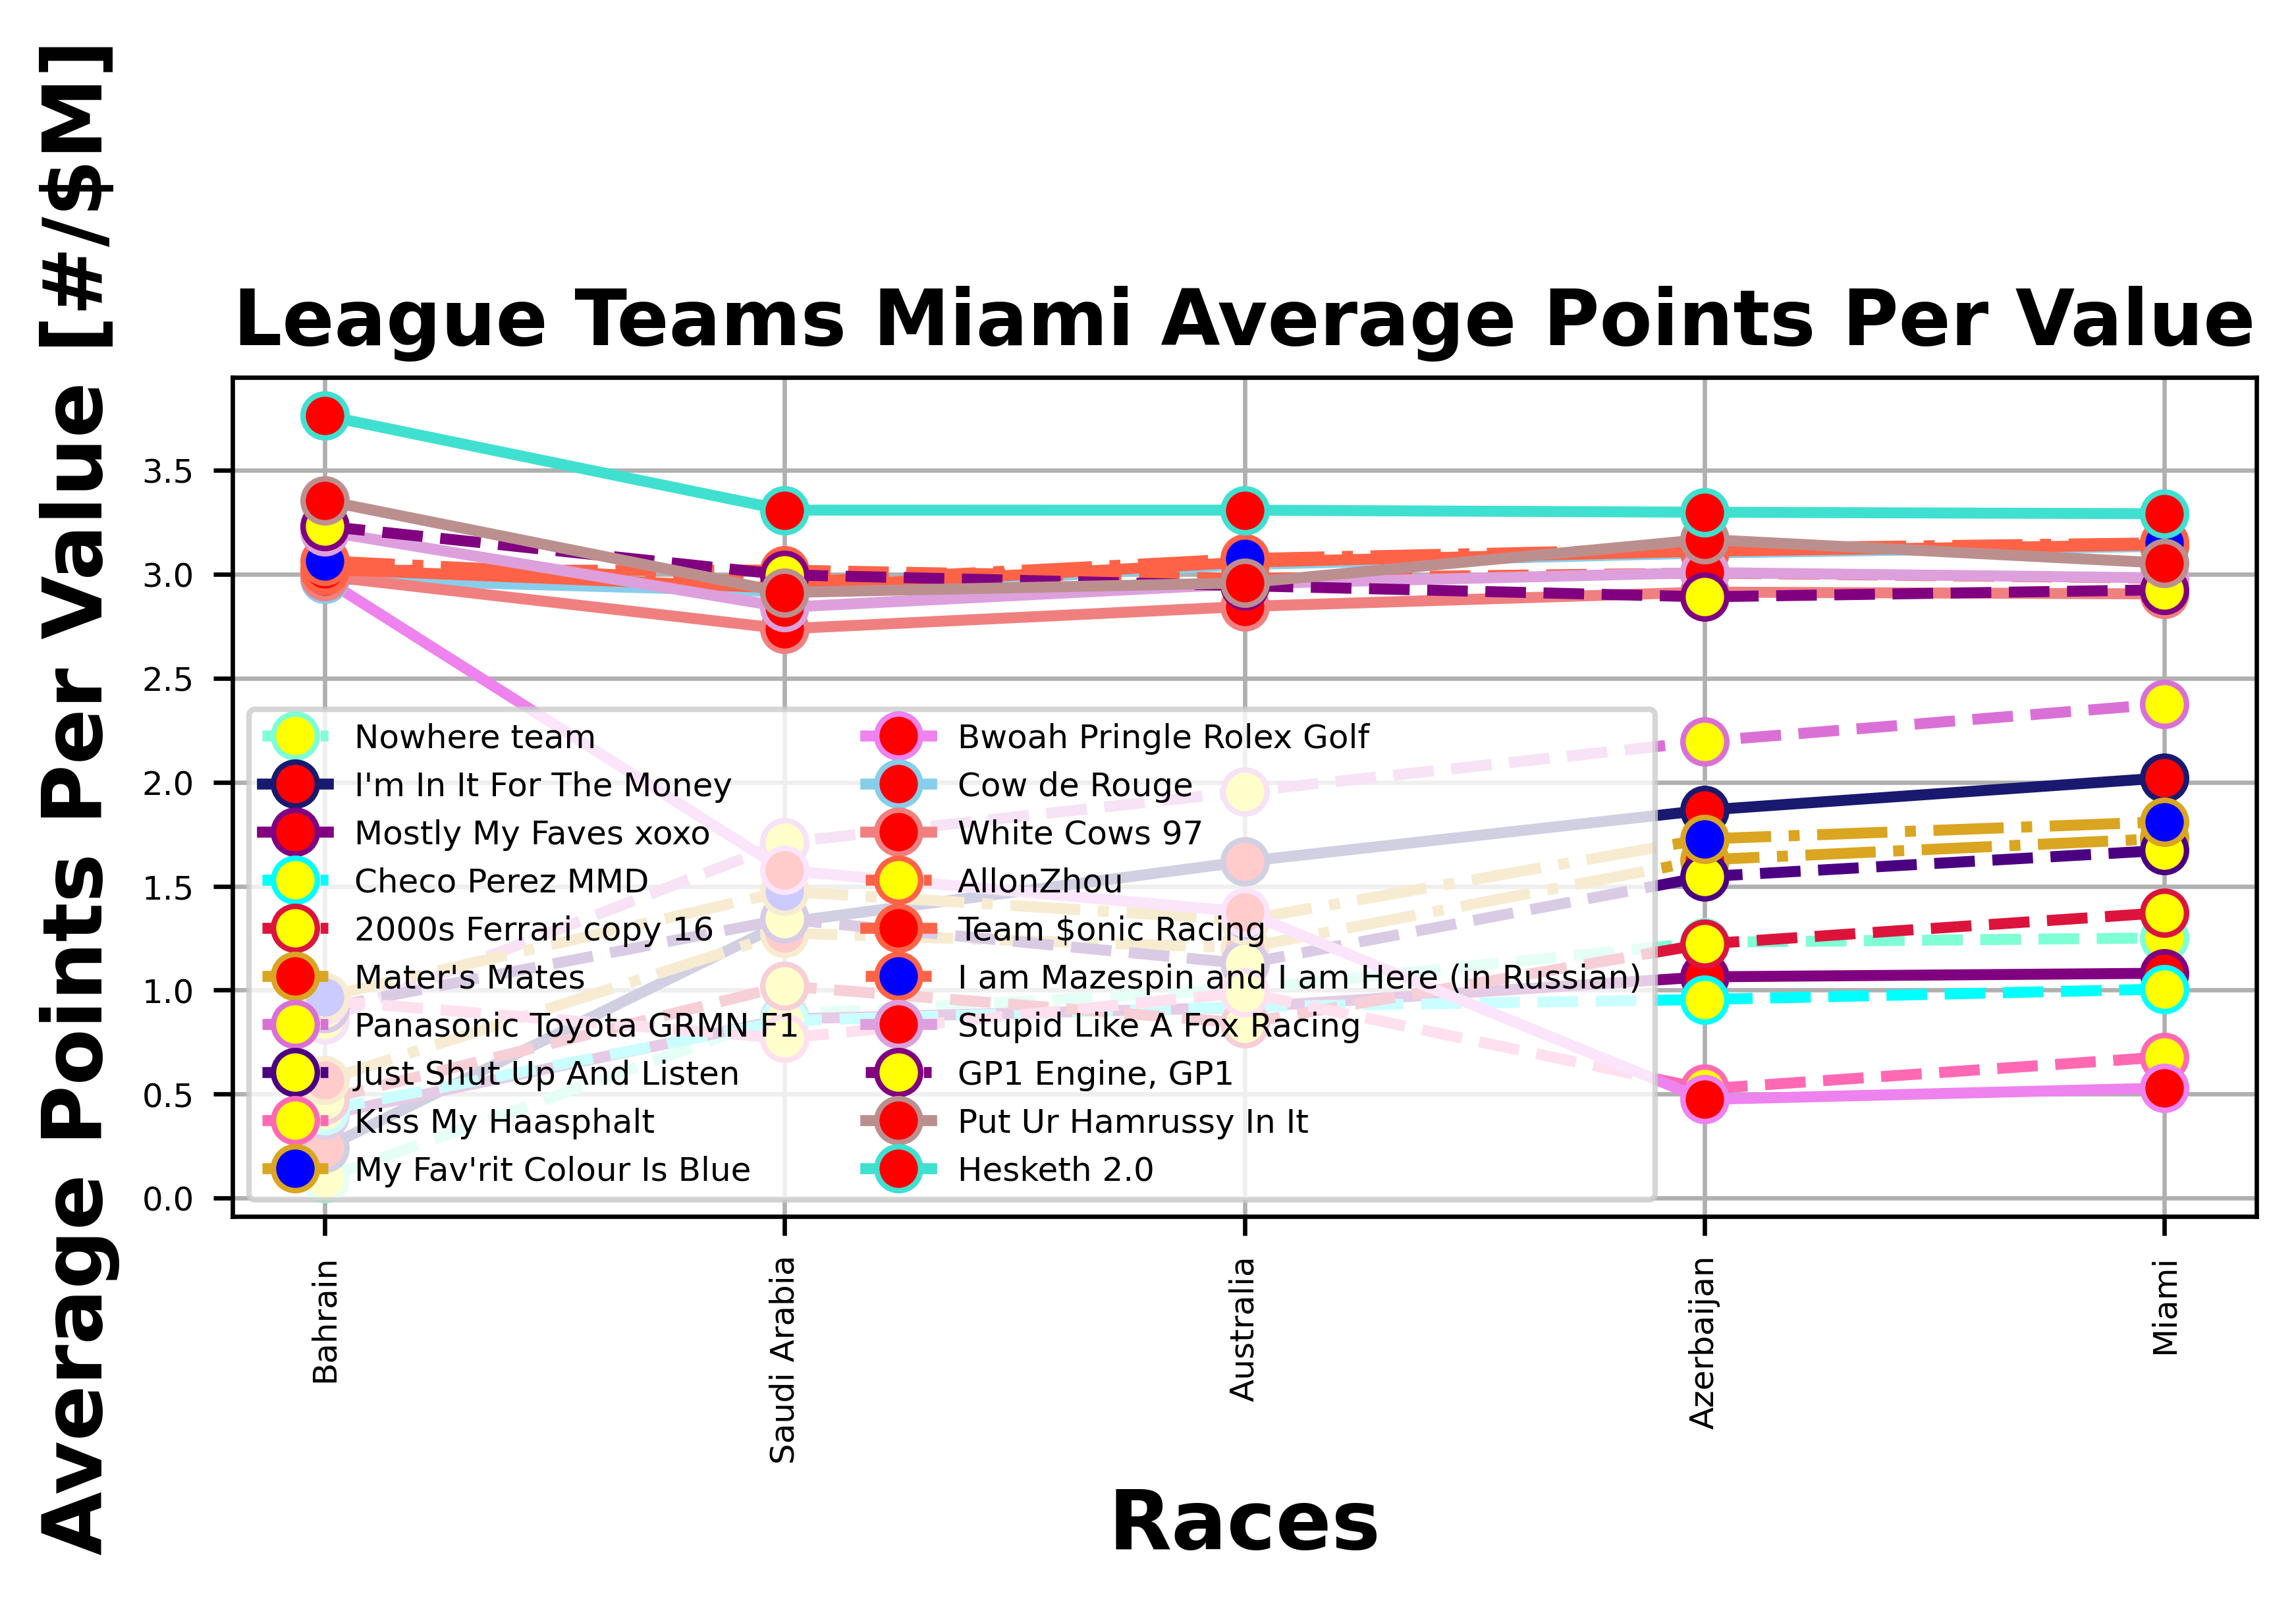 League Teams Miami Average Points Per Value
Average Points Per Value [#/$M]
3.5
3.0
2.5
2.0
1.5
1.0
0.5
0.0
Nowhere team
I'm In It For The Money
Mostly My Faves xoxo
Checo Perez MMD
2000s Ferrari copy 16
Mater's Mates
Panasonic Toyota GRMN F1
Just Shut Up And Listen
Kiss My Haasphalt
My Fav'rit Colour Is Blue
Bwoah Pringle Rolex Golf
Cow de Rouge
White Cows 97
AllonZhou
Team $onic Racing
I am Mazespin and I am Here (in Russian)
Stupid Like A Fox Racing
GP1 Engine, GP1
Put Ur Hamrussy In It
Hesketh 2.0
Bahrain
Saudi Arabia
Australia
Azerbaijan
Miami
Races